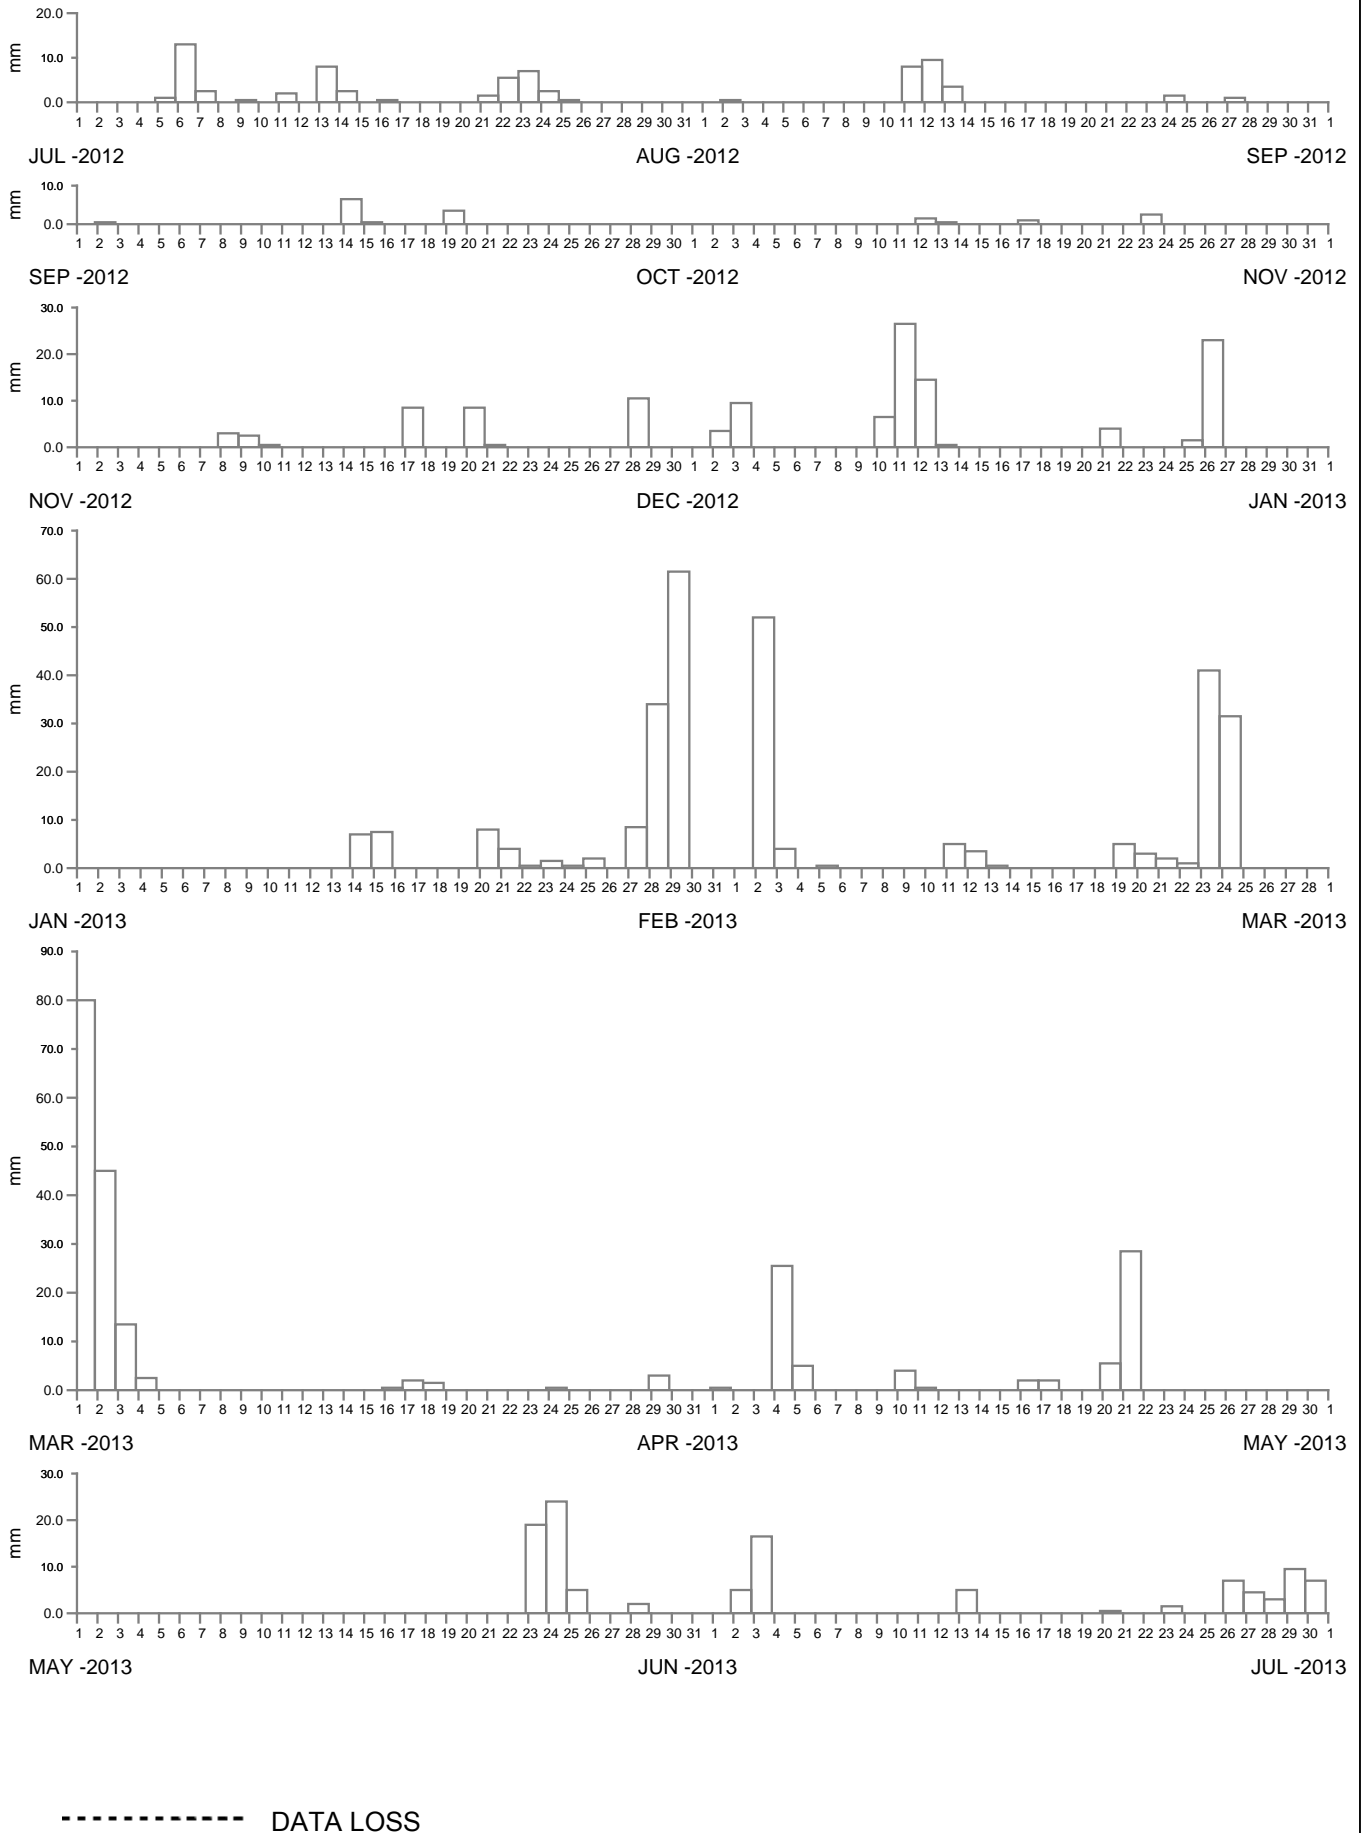 20.0
10.0
0.0
mm
1 2 3 4 5 6 7 8 9 10 11 12 13 14 15 16 17 18 19 20 21 22 23 24 25 26 27 28 29 30 31 1 2 3 4 5 6 7 8 9 10 11 12 13 14 15 16 17 18 19 20 21 22 23 24 25 26 27 28 29 30 31 1
JUL -2012 AUG -2012 SEP -2012
10.0
0.0
mm
1 2 3 4 5 6 7 8 9 10 11 12 13 14 15 16 17 18 19 20 21 22 23 24 25 26 27 28 29 30 1 2 3 4 5 6 7 8 9 10 11 12 13 14 15 16 17 18 19 20 21 22 23 24 25 26 27 28 29 30 31 1
SEP -2012 OCT -2012 NOV -2012
30.0
20.0
10.0
0.0
mm
1 2 3 4 5 6 7 8 9 10 11 12 13 14 15 16 17 18 19 20 21 22 23 24 25 26 27 28 29 30 1 2 3 4 5 6 7 8 9 10 11 12 13 14 15 16 17 18 19 20 21 22 23 24 25 26 27 28 29 30 31 1
NOV -2012 DEC -2012 JAN -2013
70.0
60.0
50.0
40.0
30.0
20.0
10.0
0.0
mm
1 2 3 4 5 6 7 8 9 10 11 12 13 14 15 16 17 18 19 20 21 22 23 24 25 26 27 28 29 30 31 1 2 3 4 5 6 7 8 9 10 11 12 13 14 15 16 17 18 19 20 21 22 23 24 25 26 27 28 1
JAN -2013 FEB -2013 MAR -2013
90.0
80.0
70.0
60.0
50.0
40.0
30.0
20.0
10.0
0.0
mm
1 2 3 4 5 6 7 8 9 10 11 12 13 14 15 16 17 18 19 20 21 22 23 24 25 26 27 28 29 30 31 1 2 3 4 5 6 7 8 9 10 11 12 13 14 15 16 17 18 19 20 21 22 23 24 25 26 27 28 29 30 1
MAR -2013 APR -2013 MAY -2013
30.0
20.0
10.0
0.0
mm
1 2 3 4 5 6 7 8 9 10 11 12 13 14 15 16 17 18 19 20 21 22 23 24 25 26 27 28 29 30 31 1 2 3 4 5 6 7 8 9 10 11 12 13 14 15 16 17 18 19 20 21 22 23 24 25 26 27 28 29 30 1
MAY -2013 JUN -2013 JUL -2013
DATA LOSS